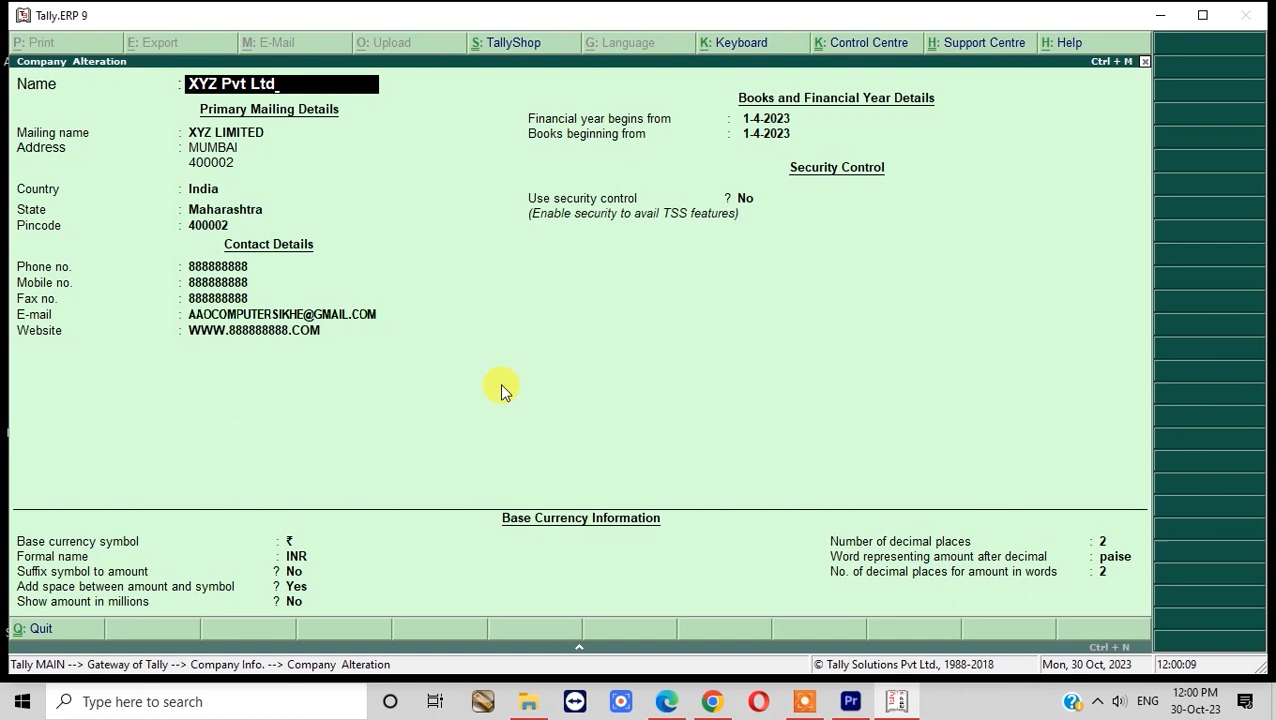 Tally.ERP 9
P: Print E: Export M: E-Mail O: Upload S: TallyShop G: Language K: Keyboard K: Control Centre H: Support Centre H: Help
Company Alteration Ctrl + M
Name : XYZ Pvt Ltd
Primary Mailing Details
Mailing name : XYZ LIMITED
Address : MUMBAI
400002
Country : India
State : Maharashtra
Pincode : 400002
Contact Details
Phone no. : 888888888
Mobile no. : 888888888
Fax no. : 888888888
E-mail : AAOCOMPUTERSIKHE@GMAIL.COM
Website : WWW.888888888.COM
Books and Financial Year Details
Financial year begins from : 1-4-2023
Books beginning from : 1-4-2023
Security Control
Use security control ? No
(Enable security to avail TSS features)
Base Currency Information
Base currency symbol : ₹
Formal name : INR
Suffix symbol to amount ? No
Add space between amount and symbol ? Yes
Show amount in millions ? No
Number of decimal places : 2
Word representing amount after decimal : paise
No. of decimal places for amount in words : 2
Q: Quit
Ctrl + N
Tally MAIN --> Gateway of Tally --> Company Info. --> Company Alteration © Tally Solutions Pvt Ltd., 1988-2018 Mon, 30 Oct, 2023 12:00:09
Type here to search
Pr
ENG
12:00 PM
30-Oct-23